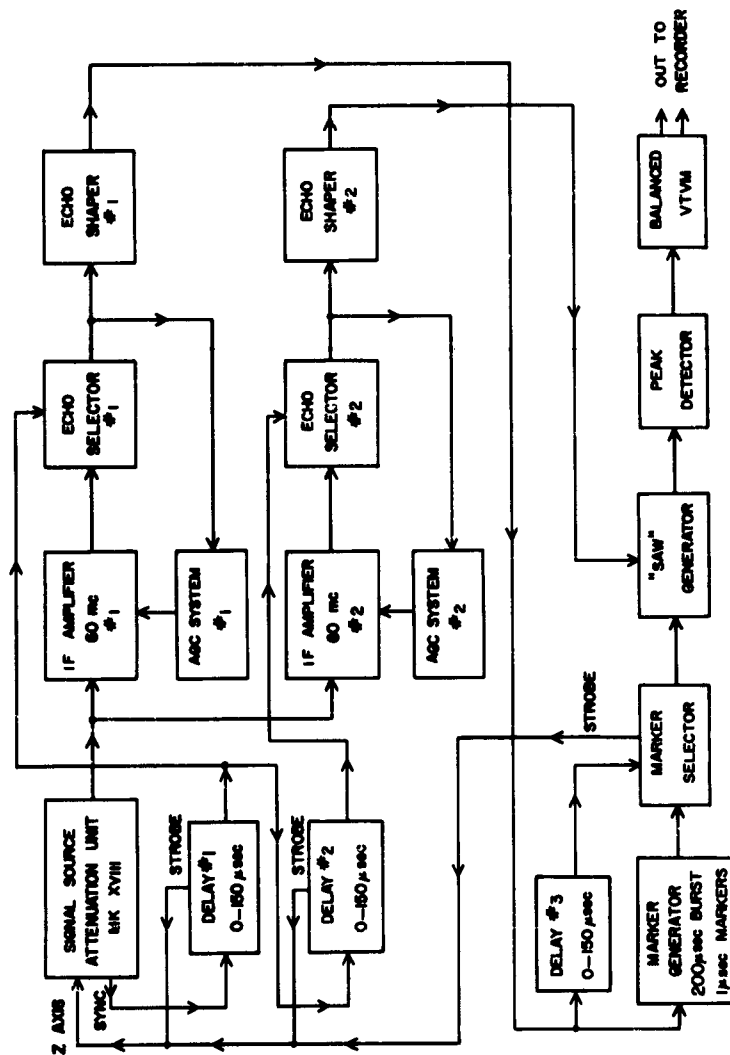 SIGNAL SOURCE
ATTENUATION UNIT
MK XVIII
Z AXIS
SYNC
IF AMPLIFIER
60 mc
#1
ECHO
SELECTOR
#1
ECHO
SHAPER
#1
AGC SYSTEM
#1
STROBE
DELAY #1
0-150 µsec
IF AMPLIFIER
60 mc
#2
ECHO
SELECTOR
#2
ECHO
SHAPER
#2
AGC SYSTEM
#2
STROBE
DELAY #2
0-150 µsec
STROBE
DELAY #3
0-150 µsec
MARKER
GENERATOR
200µsec BURST
1µsec MARKERS
MARKER
SELECTOR
"SAW"
GENERATOR
PEAK
DETECTOR
BALANCED
VTVM
OUT TO
RECORDER